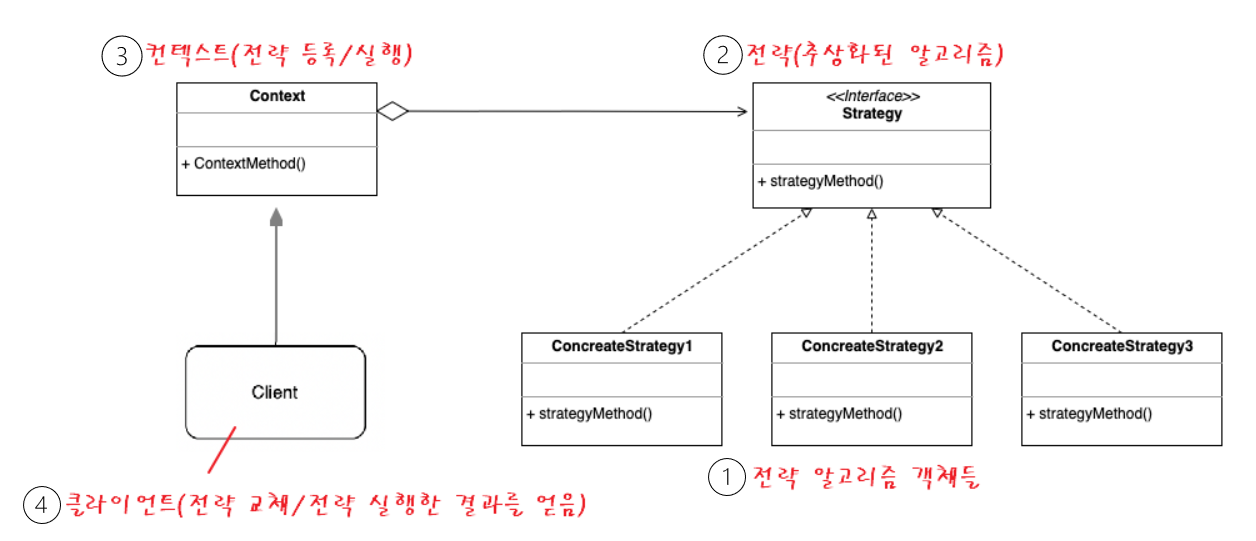 ③ 컨텍스트(전략 등록/실행)
② 전략(추상화된 알고리즘)
Context
+ ContextMethod()
<<Interface>>
Strategy
+ strategyMethod()
Client
ConcreateStrategy1
+ strategyMethod()
ConcreateStrategy2
+ strategyMethod()
ConcreateStrategy3
+ strategyMethod()
① 전략 알고리즘 객체들
④ 클라이언트(전략 교체/전략 실행한 결과를 얻음)